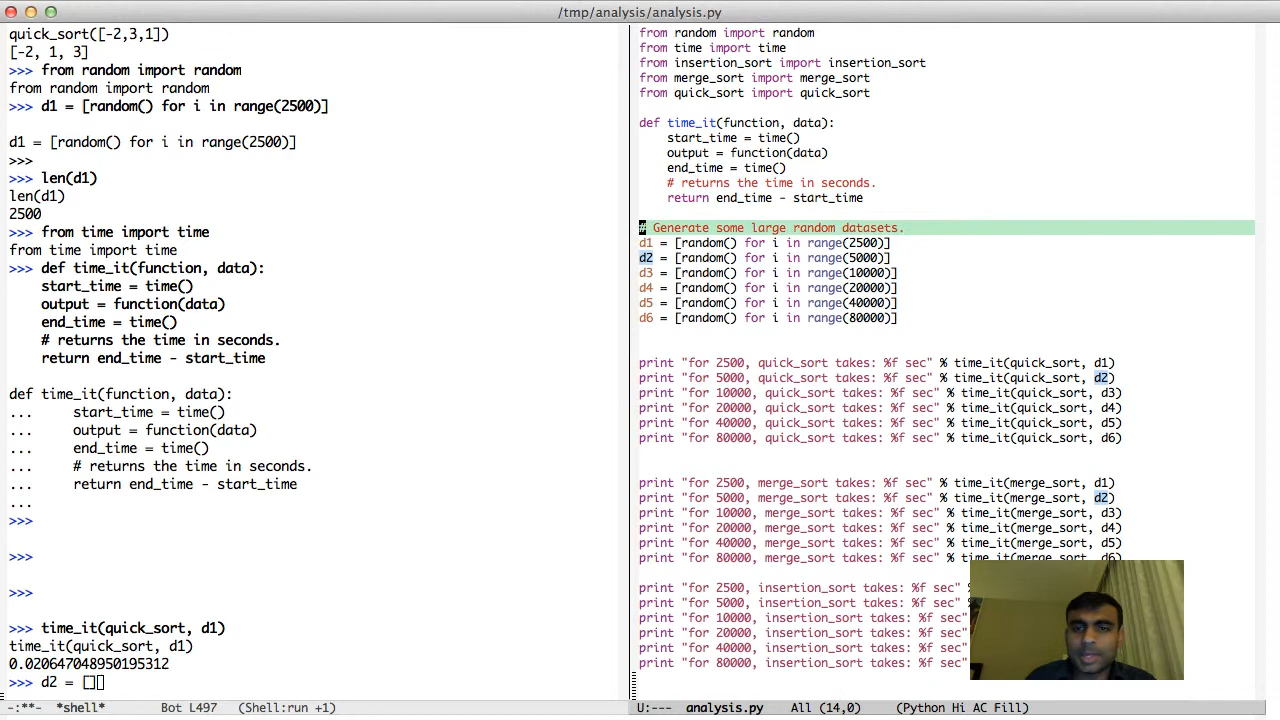 /tmp/analysis/analysis.py
quick_sort([-2,3,1])
[-2, 1, 3]
>>> from random import random
from random import random
>>> d1 = [random() for i in range(2500)]
d1 = [random() for i in range(2500)]
>>>
>>> len(d1)
len(d1)
2500
>>> from time import time
from time import time
>>> def time_it(function, data):
    start_time = time()
    output = function(data)
    end_time = time()
    # returns the time in seconds.
    return end_time - start_time
def time_it(function, data):
...     start_time = time()
...     output = function(data)
...     end_time = time()
...     # returns the time in seconds.
...     return end_time - start_time
...
>>>
>>>
>>>
>>> time_it(quick_sort, d1)
time_it(quick_sort, d1)
0.020647048950195312
>>> d2 = []
-:**-  *shell*        Bot L497   (Shell:run +1)
from random import random
from time import time
from insertion_sort import insertion_sort
from merge_sort import merge_sort
from quick_sort import quick_sort
def time_it(function, data):
    start_time = time()
    output = function(data)
    end_time = time()
    # returns the time in seconds.
    return end_time - start_time
# Generate some large random datasets.
d1 = [random() for i in range(2500)]
d2 = [random() for i in range(5000)]
d3 = [random() for i in range(10000)]
d4 = [random() for i in range(20000)]
d5 = [random() for i in range(40000)]
d6 = [random() for i in range(80000)]
print "for 2500, quick_sort takes: %f sec" % time_it(quick_sort, d1)
print "for 5000, quick_sort takes: %f sec" % time_it(quick_sort, d2)
print "for 10000, quick_sort takes: %f sec" % time_it(quick_sort, d3)
print "for 20000, quick_sort takes: %f sec" % time_it(quick_sort, d4)
print "for 40000, quick_sort takes: %f sec" % time_it(quick_sort, d5)
print "for 80000, quick_sort takes: %f sec" % time_it(quick_sort, d6)
print "for 2500, merge_sort takes: %f sec" % time_it(merge_sort, d1)
print "for 5000, merge_sort takes: %f sec" % time_it(merge_sort, d2)
print "for 10000, merge_sort takes: %f sec" % time_it(merge_sort, d3)
print "for 20000, merge_sort takes: %f sec" % time_it(merge_sort, d4)
print "for 40000, merge_sort takes: %f sec" % time_it(merge_sort, d5)
print "for 80000, merge_sort takes: %f sec" % time_it(merge_sort, d6)
print "for 2500, insertion_sort takes: %f sec"
print "for 5000, insertion_sort takes: %f sec"
print "for 10000, insertion_sort takes: %f sec"
print "for 20000, insertion_sort takes: %f sec"
print "for 40000, insertion_sort takes: %f sec"
print "for 80000, insertion_sort takes: %f sec"
U:---  analysis.py    All (14,0)     (Python Hi AC Fill)